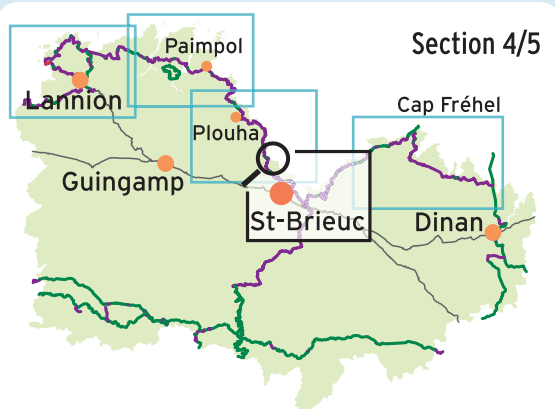 Paimpol
Section 4/5
Lannion
Cap Fréhel
Plouha
Guingamp
St-Brieuc
Dinan